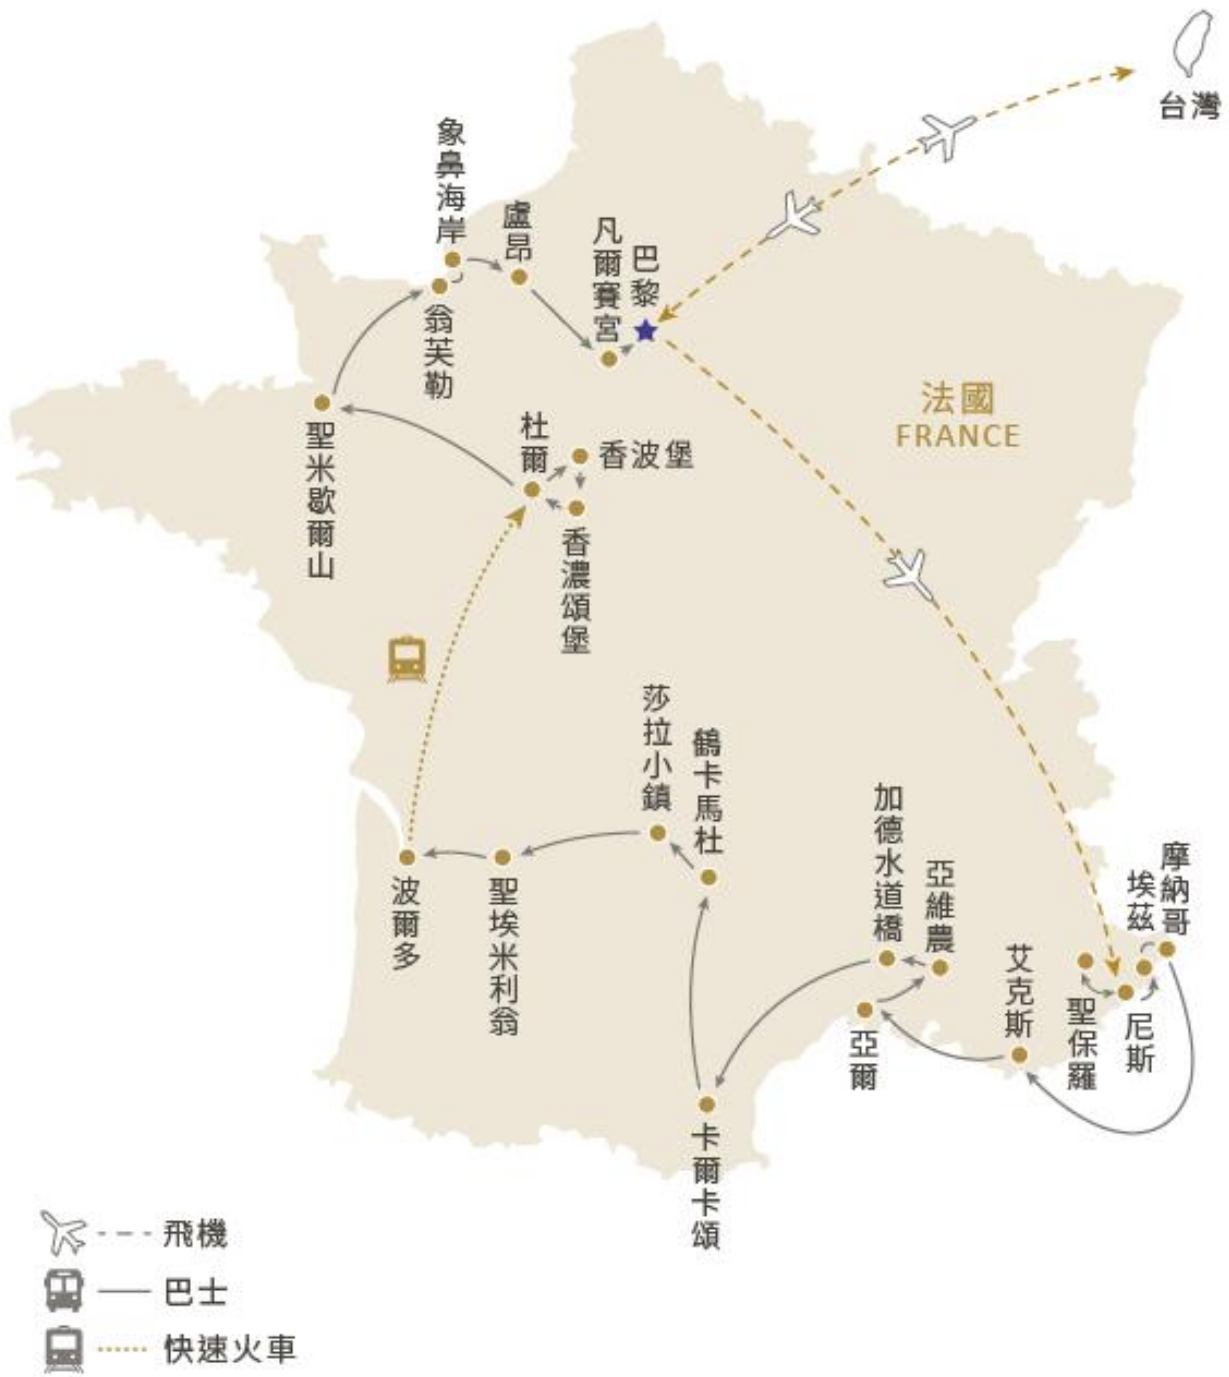 台灣
象鼻海岸
盧昂
凡爾賽宮
巴黎
翁芙勒
法國
FRANCE
聖米歇爾山
杜爾
香波堡
香濃頌堡
莎拉小鎮
鶴卡馬杜
加德水道橋
亞維農
摩納哥
埃茲
波爾多
聖埃米利翁
艾克斯
聖保羅
尼斯
亞爾
卡爾卡頌
飛機
巴士
快速火車